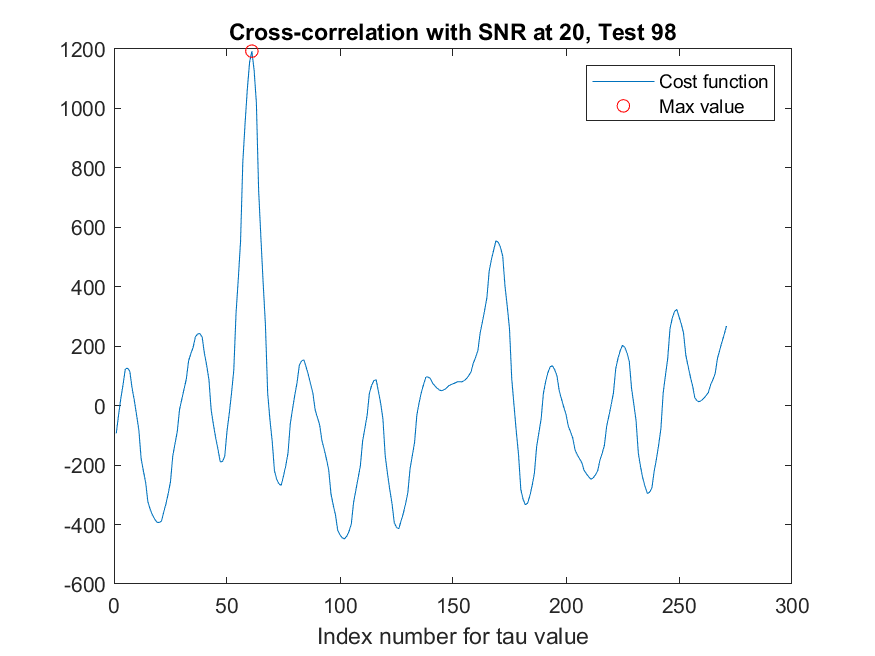 Cross-correlation with SNR at 20, Test 98
1200
1000
800
600
400
200
0
-200
-400
-600
Cost function
Max value
0 50 100 150 200 250 300
Index number for tau value